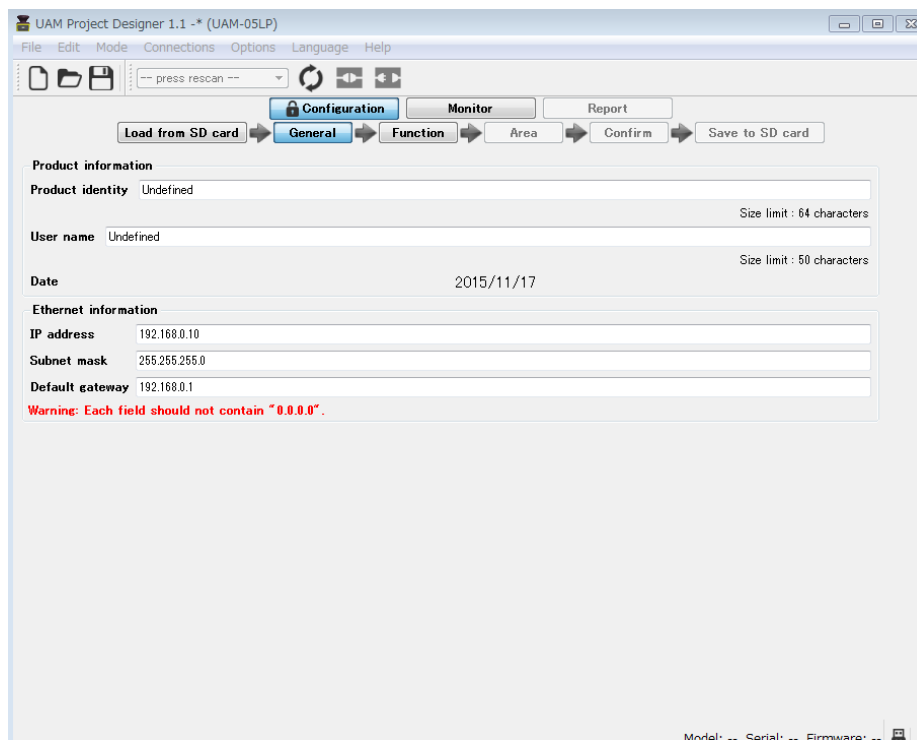 UAM Project Designer 1.1 -* (UAM-05LP)
File Edit Mode Connections Options Language Help
-- press rescan --
Configuration Monitor Report
Load from SD card General Function Area Confirm Save to SD card
Product information
Product identity Undefined
Size limit : 64 characters
User name Undefined
Size limit : 50 characters
Date 2015/11/17
Ethernet information
IP address 192.168.0.10
Subnet mask 255.255.255.0
Default gateway 192.168.0.1
Warning: Each field should not contain "0.0.0.0".
Model: -- Serial: -- Firmware: --